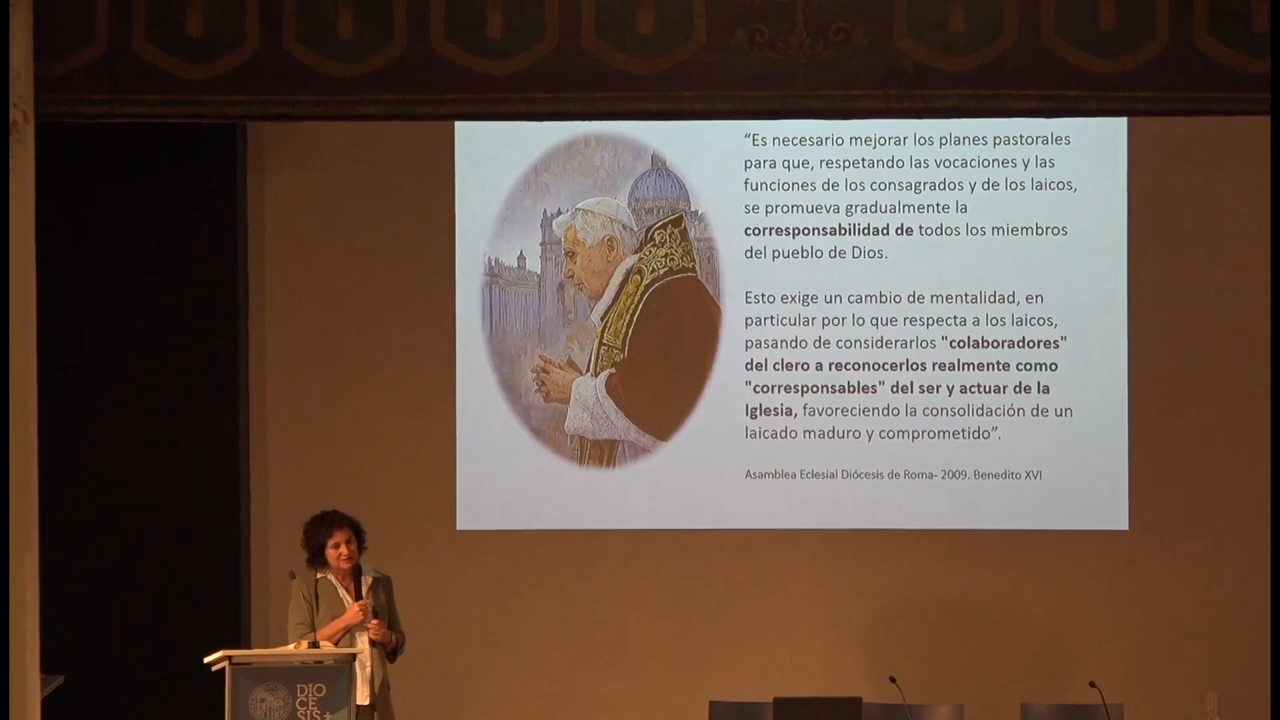 “Es necesario mejorar los planes pastorales
para que, respetando las vocaciones y las
funciones de los consagrados y de los laicos,
se promueva gradualmente la
corresponsabilidad de todos los miembros
del pueblo de Dios.
Esto exige un cambio de mentalidad, en
particular por lo que respecta a los laicos,
pasando de considerarlos "colaboradores"
del clero a reconocerlos realmente como
"corresponsables" del ser y actuar de la
Iglesia, favoreciendo la consolidación de un
laicado maduro y comprometido”.
Asamblea Eclesial Diócesis de Roma- 2009. Benedito XVI
DIO
CE
SIS+